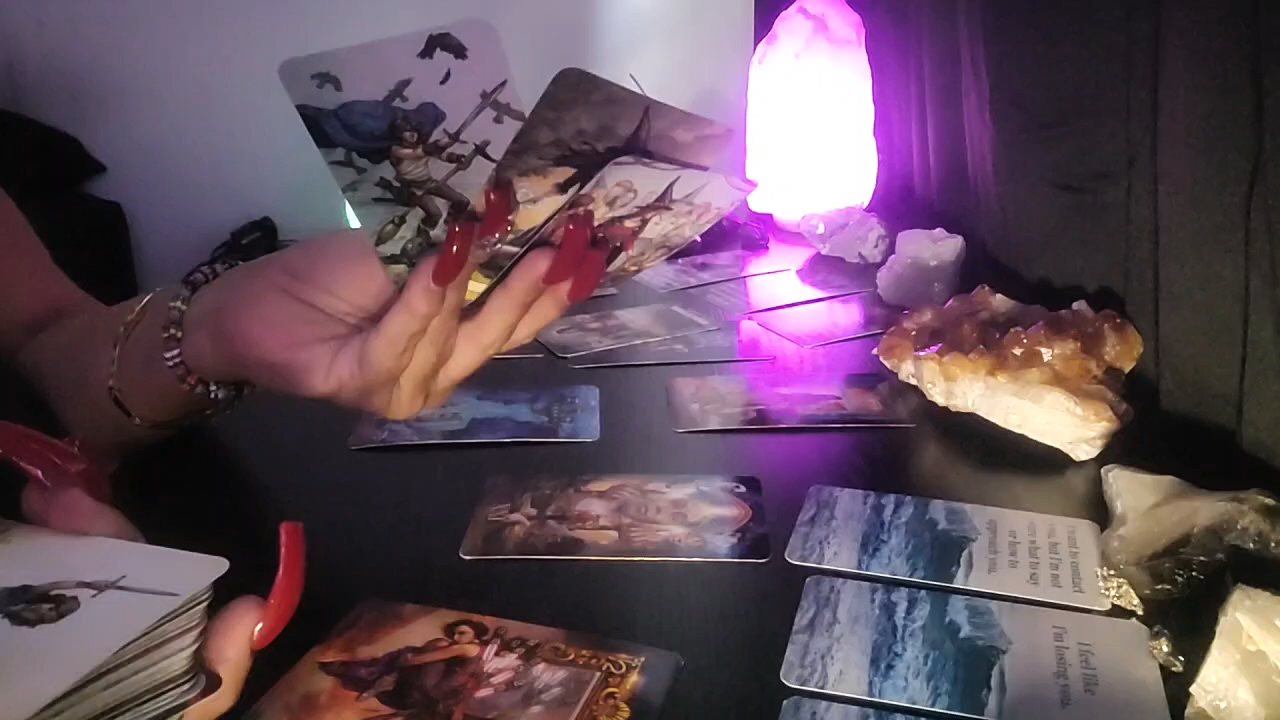 I want to contact
you, but I'm not
sure what to say
or how to
approach you.
I feel like
I'm losing you.